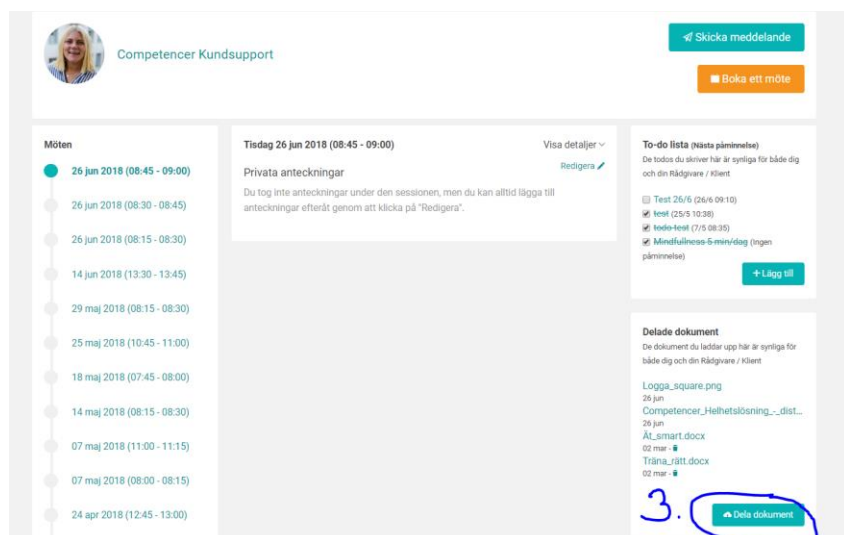 Competencer Kundsupport
Skicka meddelande
Boka ett möte
Möten
26 jun 2018 (08:45 - 09:00)
26 jun 2018 (08:30 - 08:45)
26 jun 2018 (08:15 - 08:30)
14 jun 2018 (13:30 - 13:45)
29 maj 2018 (08:15 - 08:30)
25 maj 2018 (10:45 - 11:00)
18 maj 2018 (07:45 - 08:00)
14 maj 2018 (08:15 - 08:30)
07 maj 2018 (11:00 - 11:15)
07 maj 2018 (08:00 - 08:15)
24 apr 2018 (12:45 - 13:00)
Tisdag 26 jun 2018 (08:45 - 09:00)
Visa detaljer
Privata anteckningar
Redigera
Du tog inte anteckningar under den sessionen, men du kan alltid lägga till
anteckningar efteråt genom att klicka på "Redigera".
To-do lista (Nästa påminnelse)
De todos du skriver här är synliga för både dig
och din Rådgivare / Klient
Test 26/6 (26/6 09:10)
test (25/5 10:38)
todo test (7/5 08:35)
Mindfullness 5 min/dag (Ingen
påminnelse)
+ Lägg till
Delade dokument
De dokument du laddar upp här är synliga för
både dig och din Rådgivare / Klient
Logga_square.png
26 jun
Competencer_Helhetslösning_-_dist...
26 jun
Ät_smart.docx
02 mar -
Träna_rätt.docx
02 mar -
3.
Dela dokument